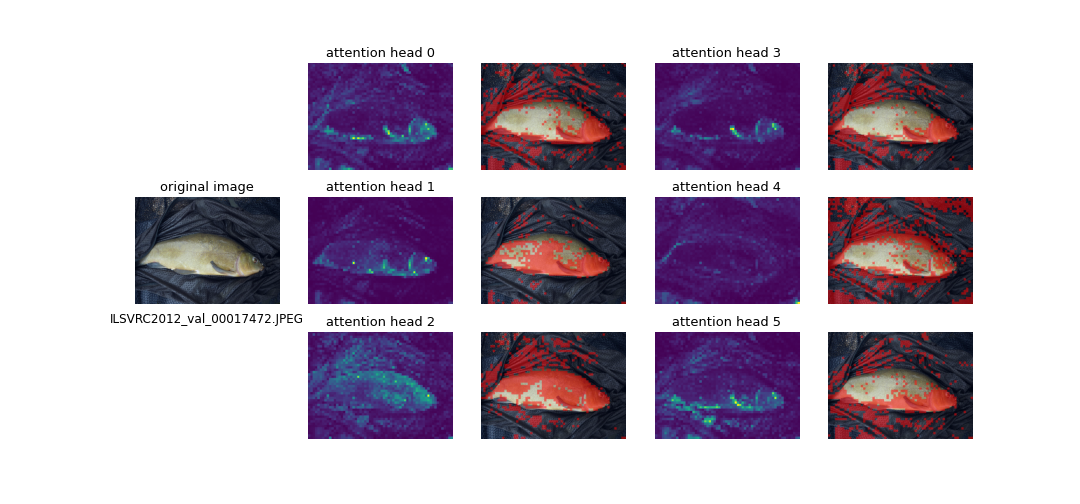 attention head 0
attention head 3
original image
attention head 1
attention head 4
ILSVRC2012_val_00017472.JPEG
attention head 2
attention head 5